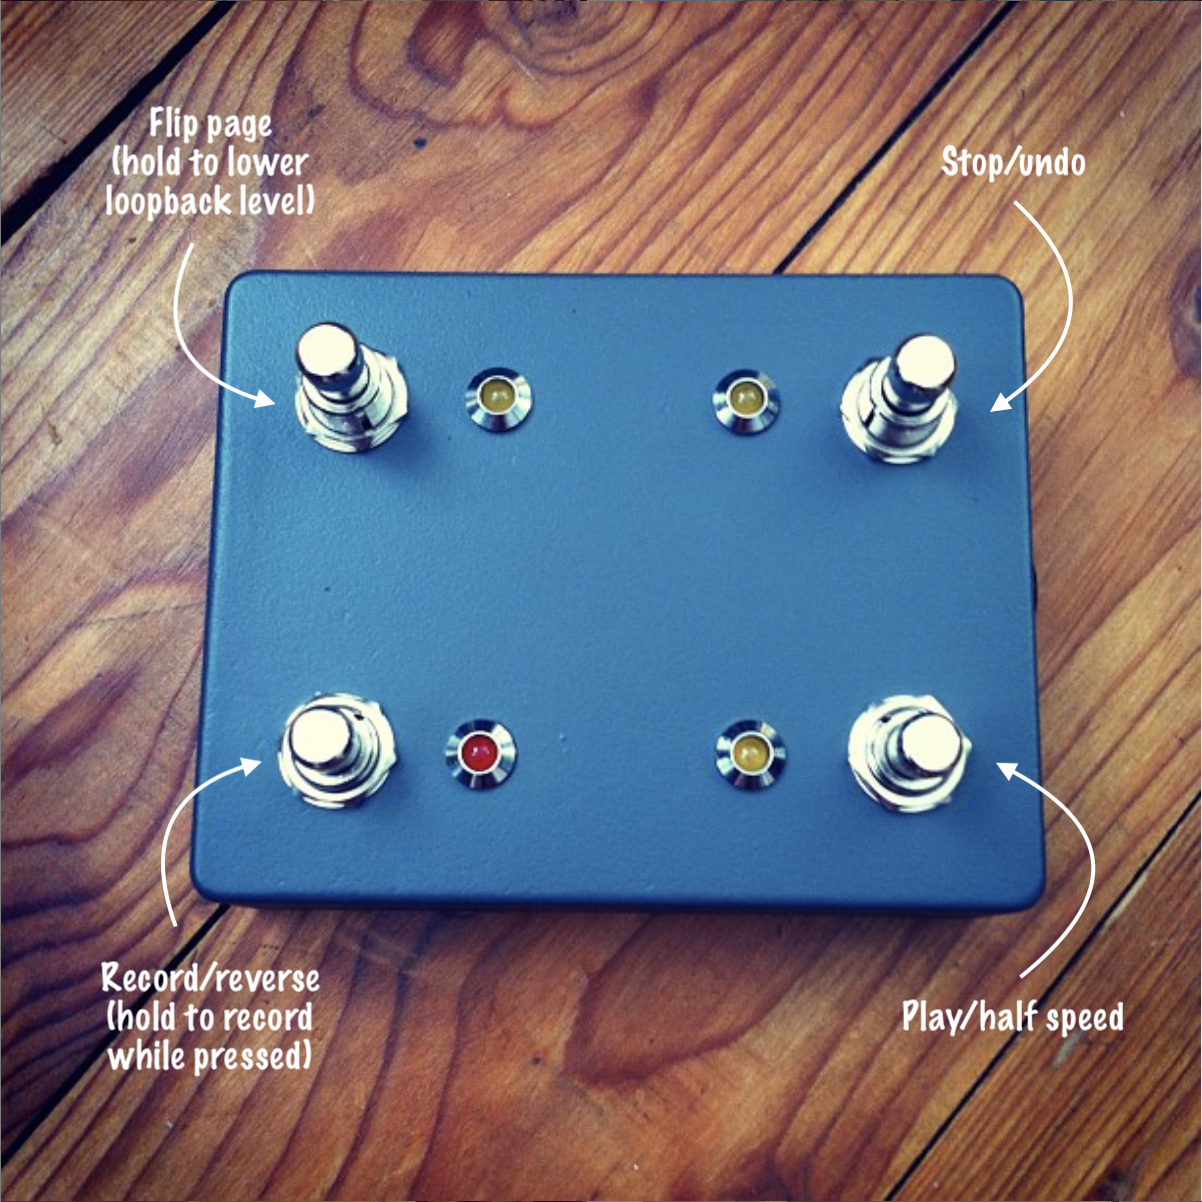 Flip page
(hold to lower
loopback level)
Stop/undo
Record/reverse
(hold to record
while pressed)
Play/half speed